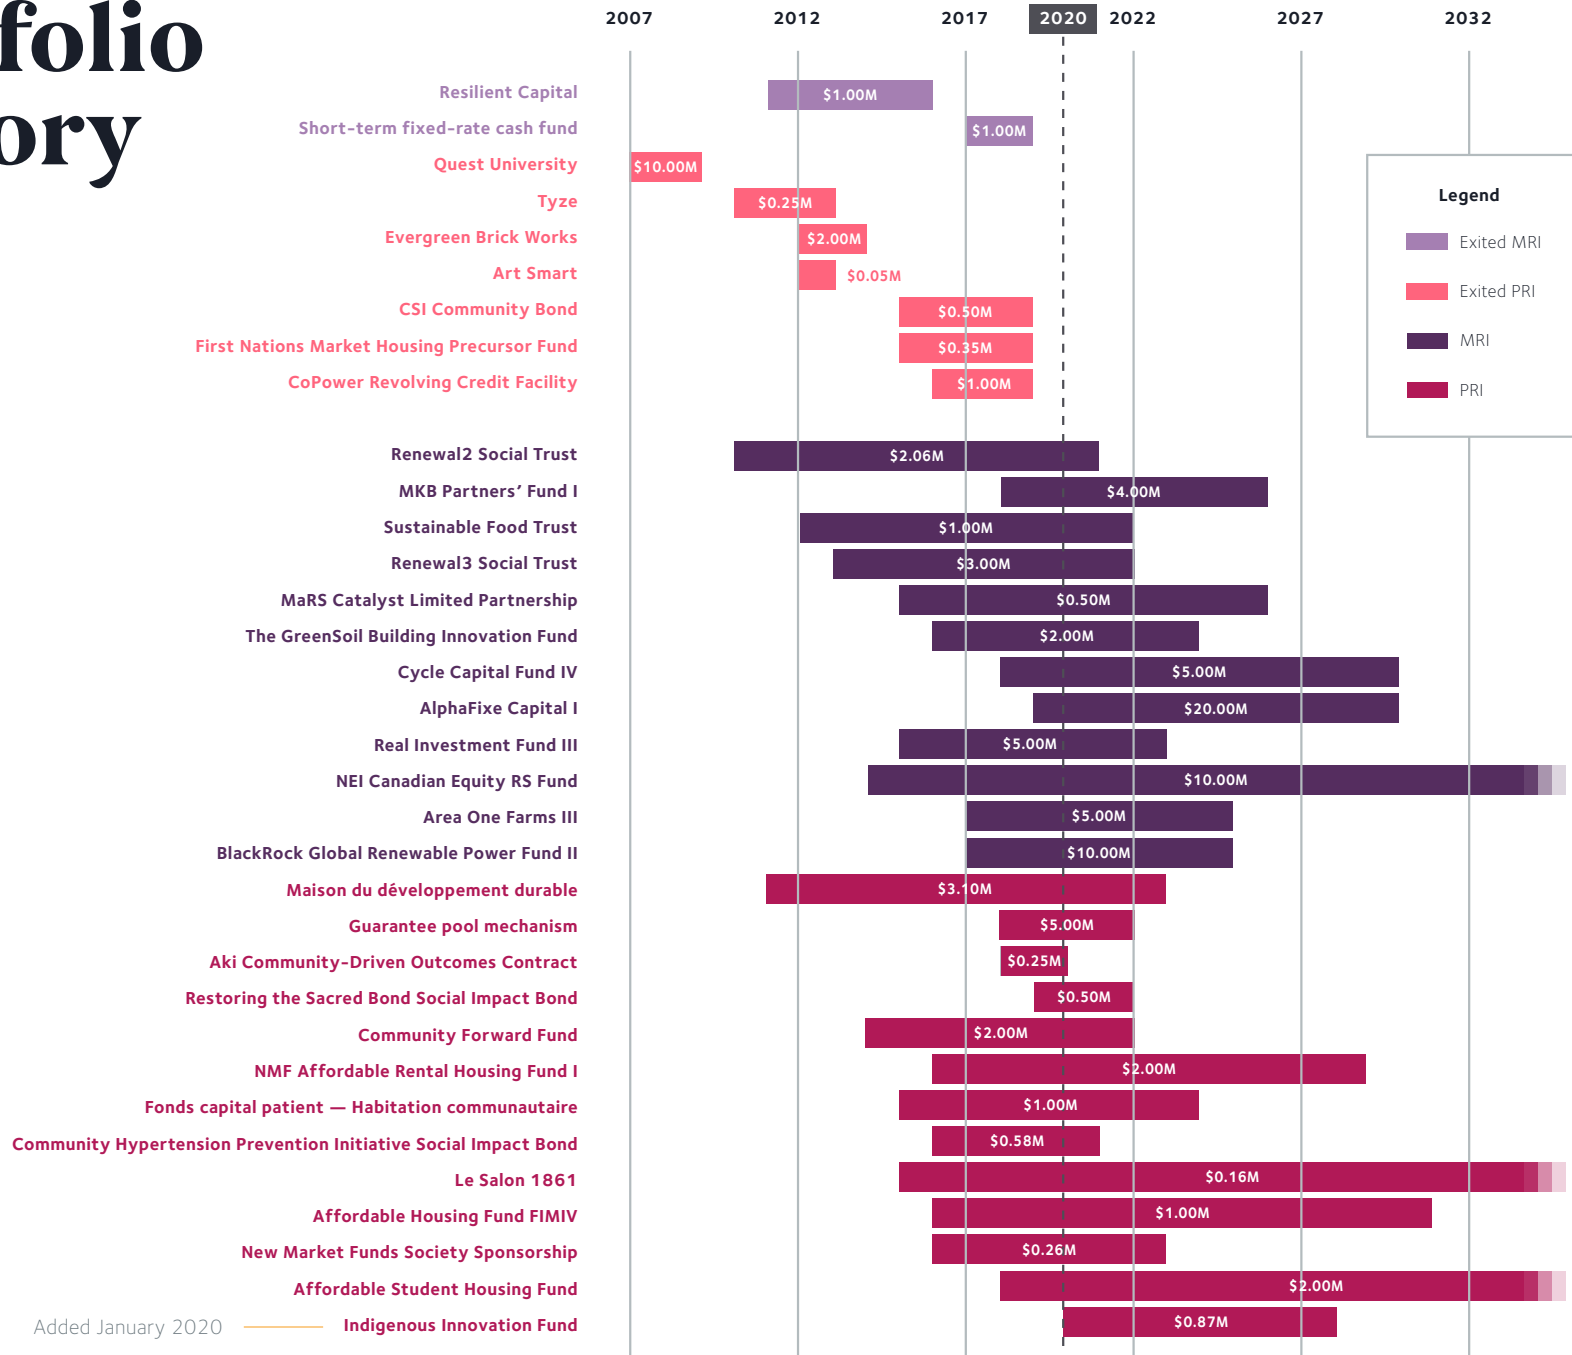 folio
ory
2007 2012 2017 2020 2022 2027 2032
Resilient Capital $1.00M
Short-term fixed-rate cash fund $1.00M
Quest University $10.00M
Tyze $0.25M
Evergreen Brick Works $2.00M
Art Smart $0.05M
CSI Community Bond $0.50M
First Nations Market Housing Precursor Fund $0.35M
CoPower Revolving Credit Facility $1.00M
Legend
Exited MRI
Exited PRI
MRI
PRI
Renewal2 Social Trust $2.06M
MKB Partners’ Fund I $4.00M
Sustainable Food Trust $1.00M
Renewal3 Social Trust $3.00M
MaRS Catalyst Limited Partnership $0.50M
The GreenSoil Building Innovation Fund $2.00M
Cycle Capital Fund IV $5.00M
AlphaFixe Capital I $20.00M
Real Investment Fund III $5.00M
NEI Canadian Equity RS Fund $10.00M
Area One Farms III $5.00M
BlackRock Global Renewable Power Fund II $10.00M
Maison du développement durable $3.10M
Guarantee pool mechanism $5.00M
Aki Community-Driven Outcomes Contract $0.25M
Restoring the Sacred Bond Social Impact Bond $0.50M
Community Forward Fund $2.00M
NMF Affordable Rental Housing Fund I $2.00M
Fonds capital patient — Habitation communautaire $1.00M
Community Hypertension Prevention Initiative Social Impact Bond $0.58M
Le Salon 1861 $0.16M
Affordable Housing Fund FIMIV $1.00M
New Market Funds Society Sponsorship $0.26M
Affordable Student Housing Fund $2.00M
Added January 2020 Indigenous Innovation Fund $0.87M